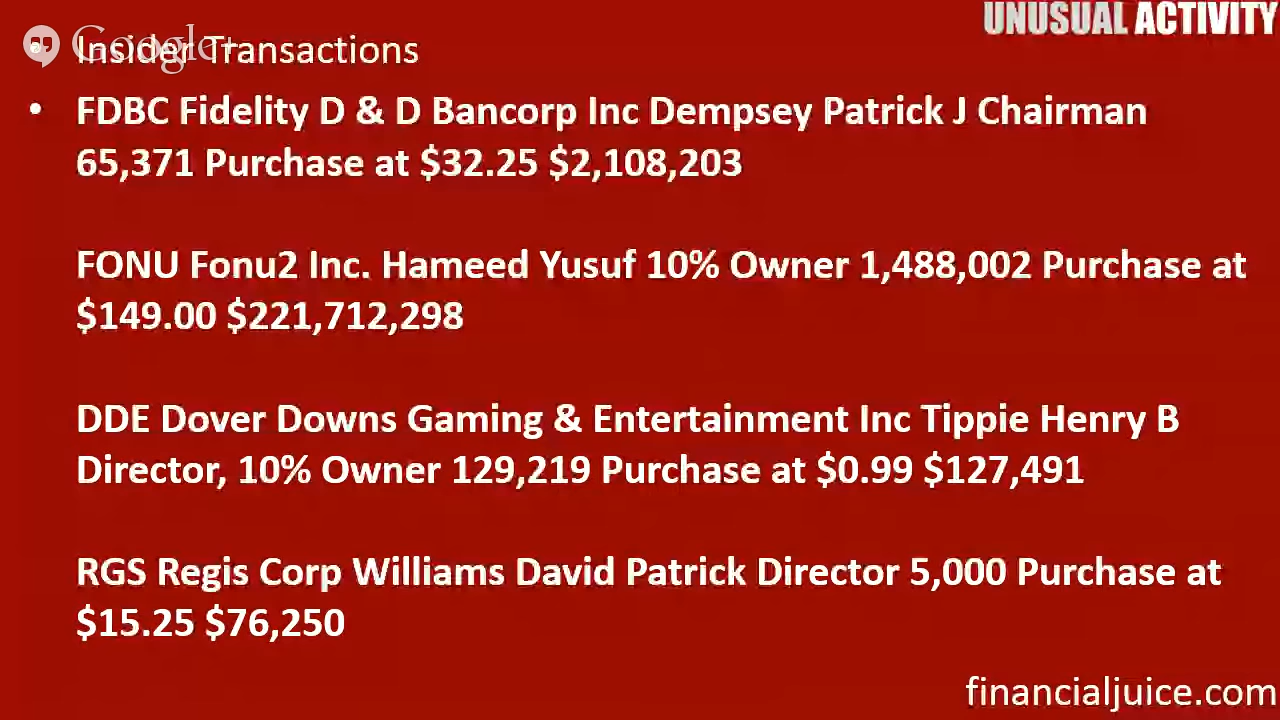 UNUSUAL ACTIVITY
Google+
Insider Transactions
• FDBC Fidelity D & D Bancorp Inc Dempsey Patrick J Chairman
65,371 Purchase at $32.25 $2,108,203
FONU Fonu2 Inc. Hameed Yusuf 10% Owner 1,488,002 Purchase at
$149.00 $221,712,298
DDE Dover Downs Gaming & Entertainment Inc Tippie Henry B
Director, 10% Owner 129,219 Purchase at $0.99 $127,491
RGS Regis Corp Williams David Patrick Director 5,000 Purchase at
$15.25 $76,250
financialjuice.com